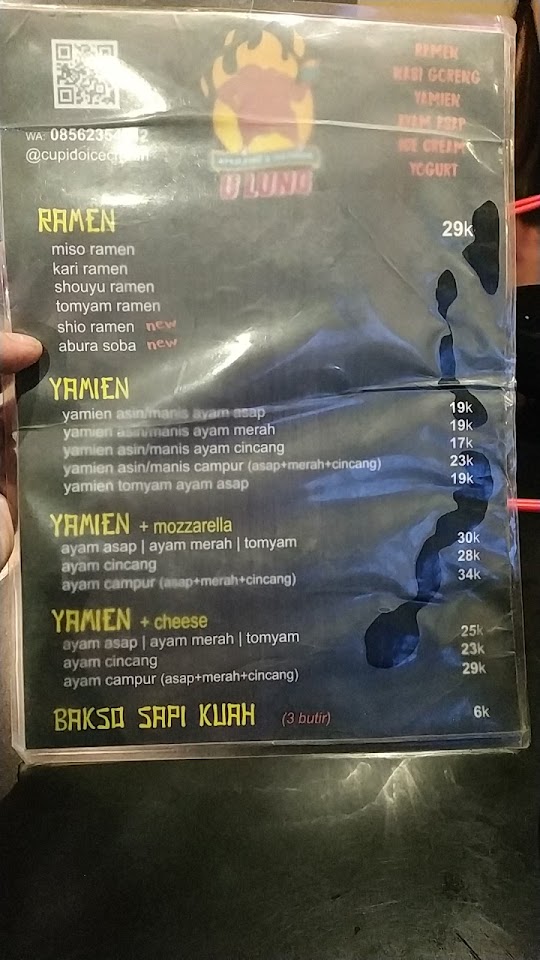 RAMEN
NASI GORENG
YAMIEN
AYAM ASAP
ICE CREAM
YOGURT
WA:
U LUNO
RAMEN 29k
miso ramen
kari ramen
shouyu ramen
tomyam ramen
shio ramen new
abura soba new
YAMIEN
yamien asin/manis ayam asap 19k
yamien asin/manis ayam merah 19k
yamien asin/manis ayam cincang 17k
yamien asin/manis campur (asap+merah+cincang) 23k
yamien tomyam ayam asap 19k
YAMIEN + mozzarella
ayam asap | ayam merah | tomyam 30k
ayam cincang 28k
ayam campur (asap+merah+cincang) 34k
YAMIEN + cheese
ayam asap | ayam merah | tomyam 25k
ayam cincang 23k
ayam campur (asap+merah+cincang) 29k
BAKSO SAPI KUAH (3 butir) 6k